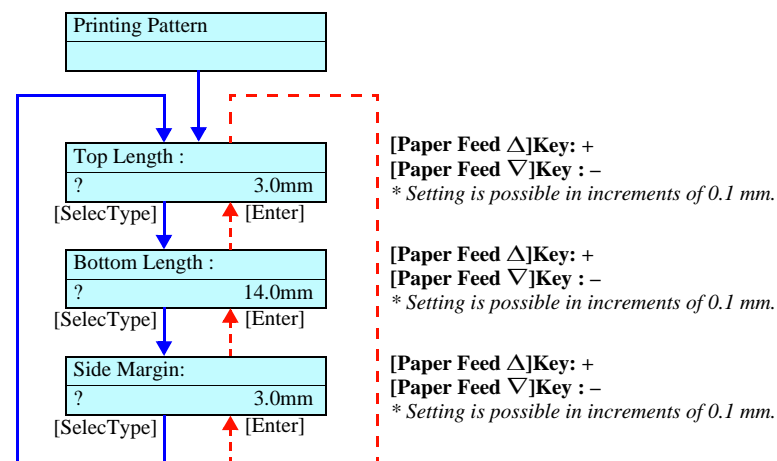 Printing Pattern
Top Length :
? 3.0mm
[SelecType] [Enter]
[Paper Feed △]Key: +
[Paper Feed ▽]Key : –
* Setting is possible in increments of 0.1 mm.
Bottom Length :
? 14.0mm
[SelecType] [Enter]
[Paper Feed △]Key: +
[Paper Feed ▽]Key : –
* Setting is possible in increments of 0.1 mm.
Side Margin:
? 3.0mm
[SelecType] [Enter]
[Paper Feed △]Key: +
[Paper Feed ▽]Key : –
* Setting is possible in increments of 0.1 mm.